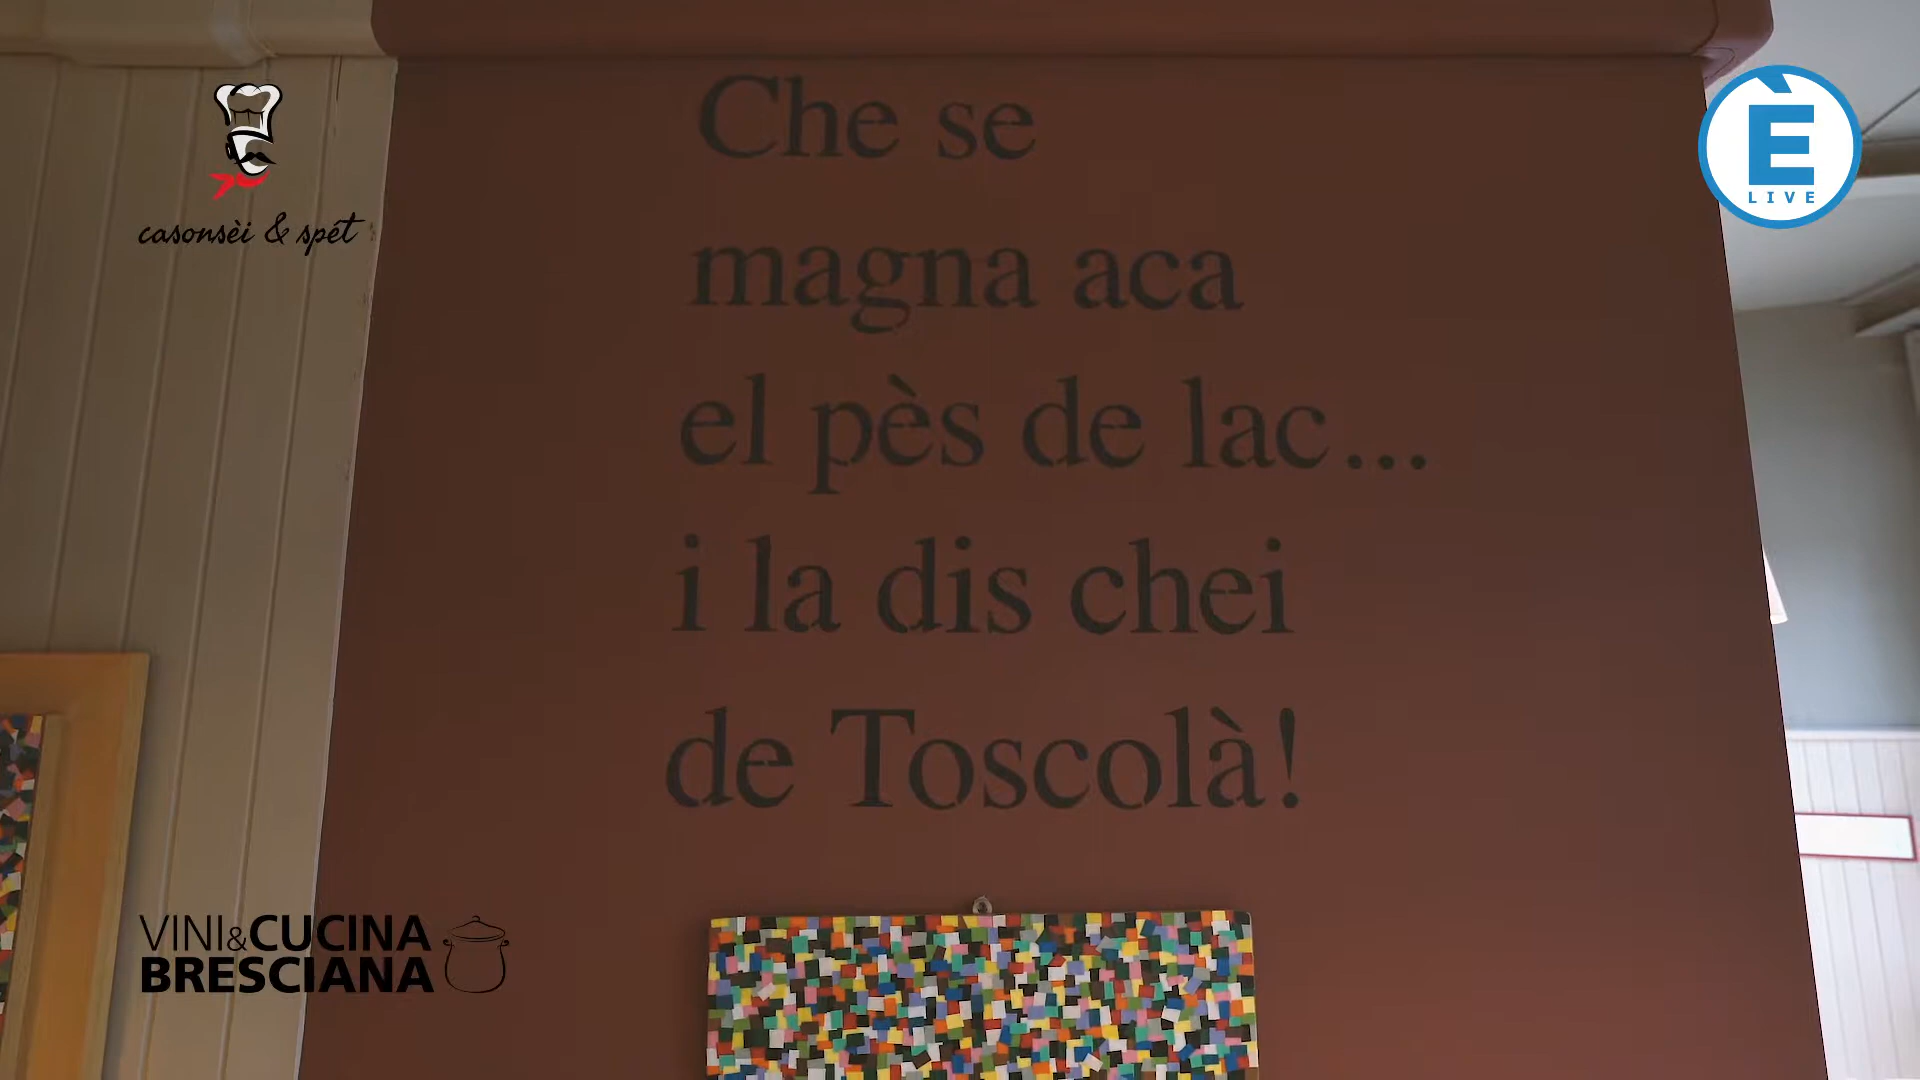 Che se
magna aca
el pès de lac...
i la dis chei
de Toscolà!
casonsèi & spét
È
LIVE
VINI&CUCINA
BRESCIANA